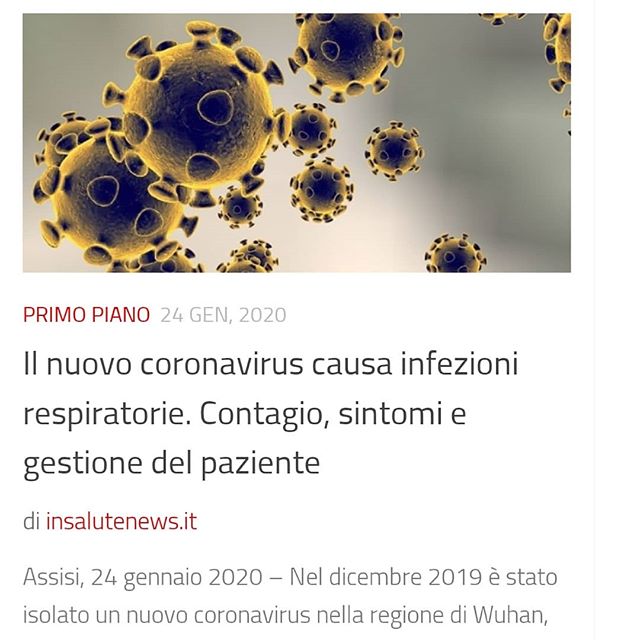 PRIMO PIANO 24 GEN, 2020
Il nuovo coronavirus causa infezioni
respiratorie. Contagio, sintomi e
gestione del paziente
di insalutenews.it
Assisi, 24 gennaio 2020 – Nel dicembre 2019 è stato
isolato un nuovo coronavirus nella regione di Wuhan,